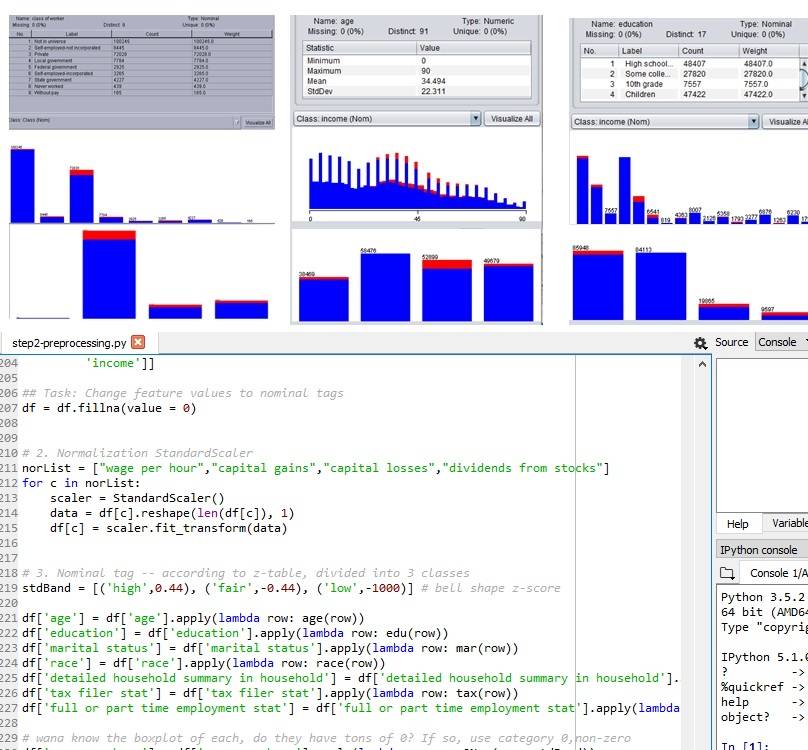 Name: class of worker
Type: Nominal
Missing: 0 (0%)
Distinct: 9
Unique: 0 (0%)
No. Label Count Weight
1 Not in universe 100245 100245.0
2 Self-employed-not incorporated 8445 8445.0
3 Private 72028 72028.0
4 Local government 7784 7784.0
5 Federal government 2925 2925.0
6 Self-employed-incorporated 3265 3265.0
7 State government 4227 4227.0
8 Never worked 439 439.0
9 Without pay 165 165.0
Class: Class (Nom)
Visualize All
Name: age
Type: Numeric
Missing: 0 (0%)
Distinct: 91
Unique: 0 (0%)
Statistic Value
Minimum 0
Maximum 90
Mean 34.494
StdDev 22.311
Class: income (Nom)
Visualize All
0 45 90
38469 58476 52899 49679
Name: education
Type: Nominal
Missing: 0 (0%)
Distinct: 17
Unique: 0 (0%)
No. Label Count Weight
1 High school... 48407 48407.0
2 Some colle... 27820 27820.0
3 10th grade 7557 7557.0
4 Children 47422 47422.0
Class: income (Nom)
Visualize Al
7557 6541 819 4363 8007 2126 5358 1793 2277 6876 1263 6230 17
85948 84113 19865 9597
step2-preprocessing.py
204 'income']]
205
206 ## Task: Change feature values to nominal tags
207 df = df.fillna(value = 0)
208
209
210 # 2. Normalization StandardScaler
211 norList = ["wage per hour","capital gains","capital losses","dividends from stocks"]
212 for c in norList:
213 scaler = StandardScaler()
214 data = df[c].reshape(len(df[c]), 1)
215 df[c] = scaler.fit_transform(data)
216
217
218 # 3. Nominal tag -- according to z-table, divided into 3 classes
219 stdBand = [('high',0.44), ('fair',-0.44), ('low',-1000)] # bell shape z-score
220
221 df['age'] = df['age'].apply(lambda row: age(row))
222 df['education'] = df['education'].apply(lambda row: edu(row))
223 df['marital status'] = df['marital status'].apply(lambda row: mar(row))
224 df['race'] = df['race'].apply(lambda row: race(row))
225 df['detailed household summary in household'] = df['detailed household summary in household'].
226 df['tax filer stat'] = df['tax filer stat'].apply(lambda row: tax(row))
227 df['full or part time employment stat'] = df['full or part time employment stat'].apply(lambda
228
229 # wana know the boxplot of each, do they have tons of 0? If so, use category 0,non-zero
Source Console
Help Variable
IPython console
Console 1/A
Python 3.5.2
64 bit (AMD64
Type "copyrig
IPython 5.1.0
? ->
%quickref ->
help ->
object? ->
In [1]: